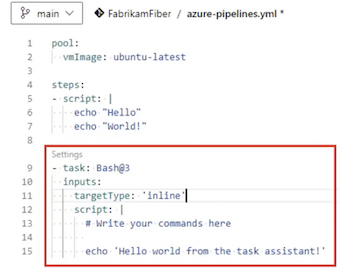 main FabrikamFiber / azure-pipelines.yml *
1 pool:
2   vmImage: ubuntu-latest
3
4 steps:
5 - script: |
6     echo "Hello"
7     echo "World!"
8
Settings
9 - task: Bash@3
10   inputs:
11     targetType: 'inline'
12     script: |
13       # Write your commands here
14
15       echo 'Hello world from the task assistant!'